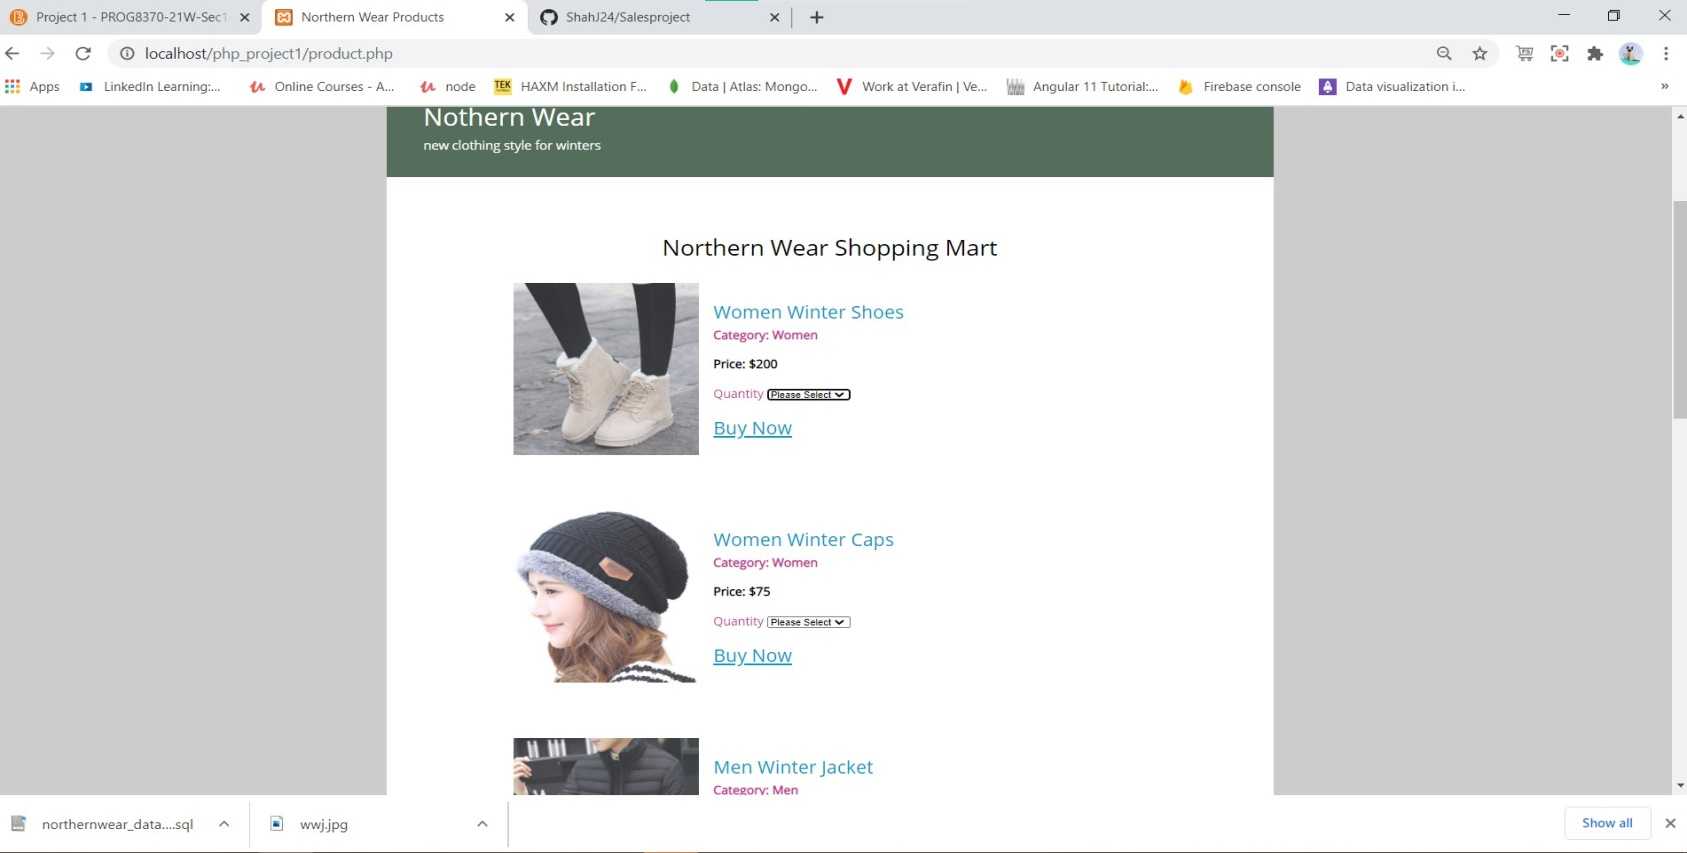 Project 1 - PROG8370-21W-Sec1
Northern Wear Products
ShahJ24/Salesproject
localhost/php_project1/product.php
Apps
LinkedIn Learning:...
Online Courses - A...
node
TEK
HAXM Installation F...
Data | Atlas: Mongo...
Work at Verafin | Ve...
Angular 11 Tutorial:...
Firebase console
Data visualization i...
»
Nothern Wear
new clothing style for winters
Northern Wear Shopping Mart
Women Winter Shoes
Category: Women
Price: $200
Quantity Please Select
Buy Now
Women Winter Caps
Category: Women
Price: $75
Quantity Please Select
Buy Now
Men Winter Jacket
Category: Men
northernwear_data....sql
wwj.jpg
Show all